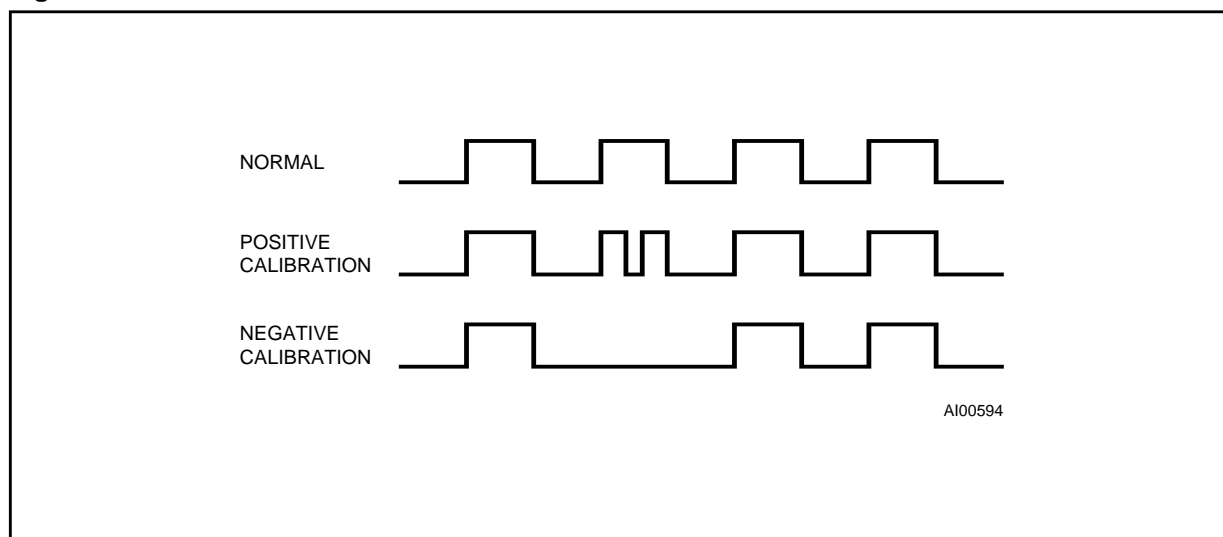 NORMAL
POSITIVE
CALIBRATION
NEGATIVE
CALIBRATION
AI00594